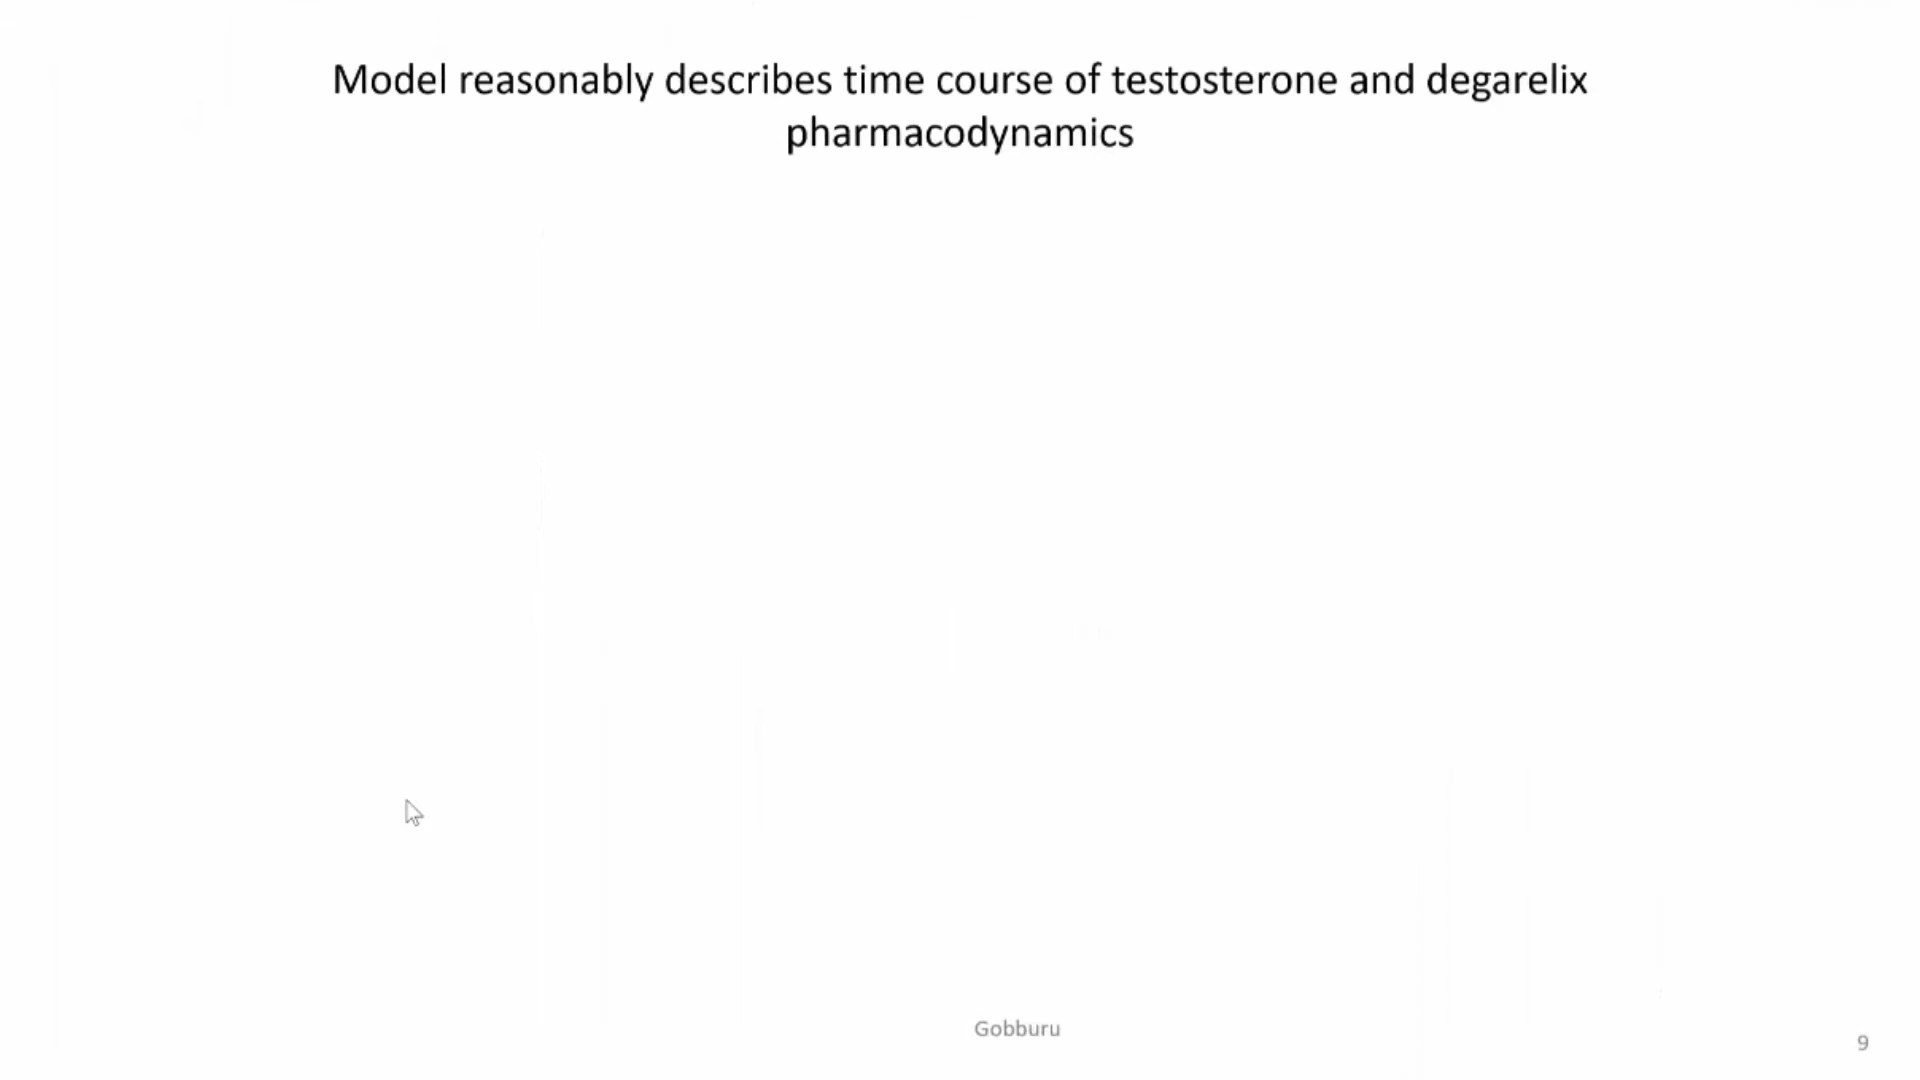 Model reasonably describes time course of testosterone and degarelix
pharmacodynamics
Gobburu
9